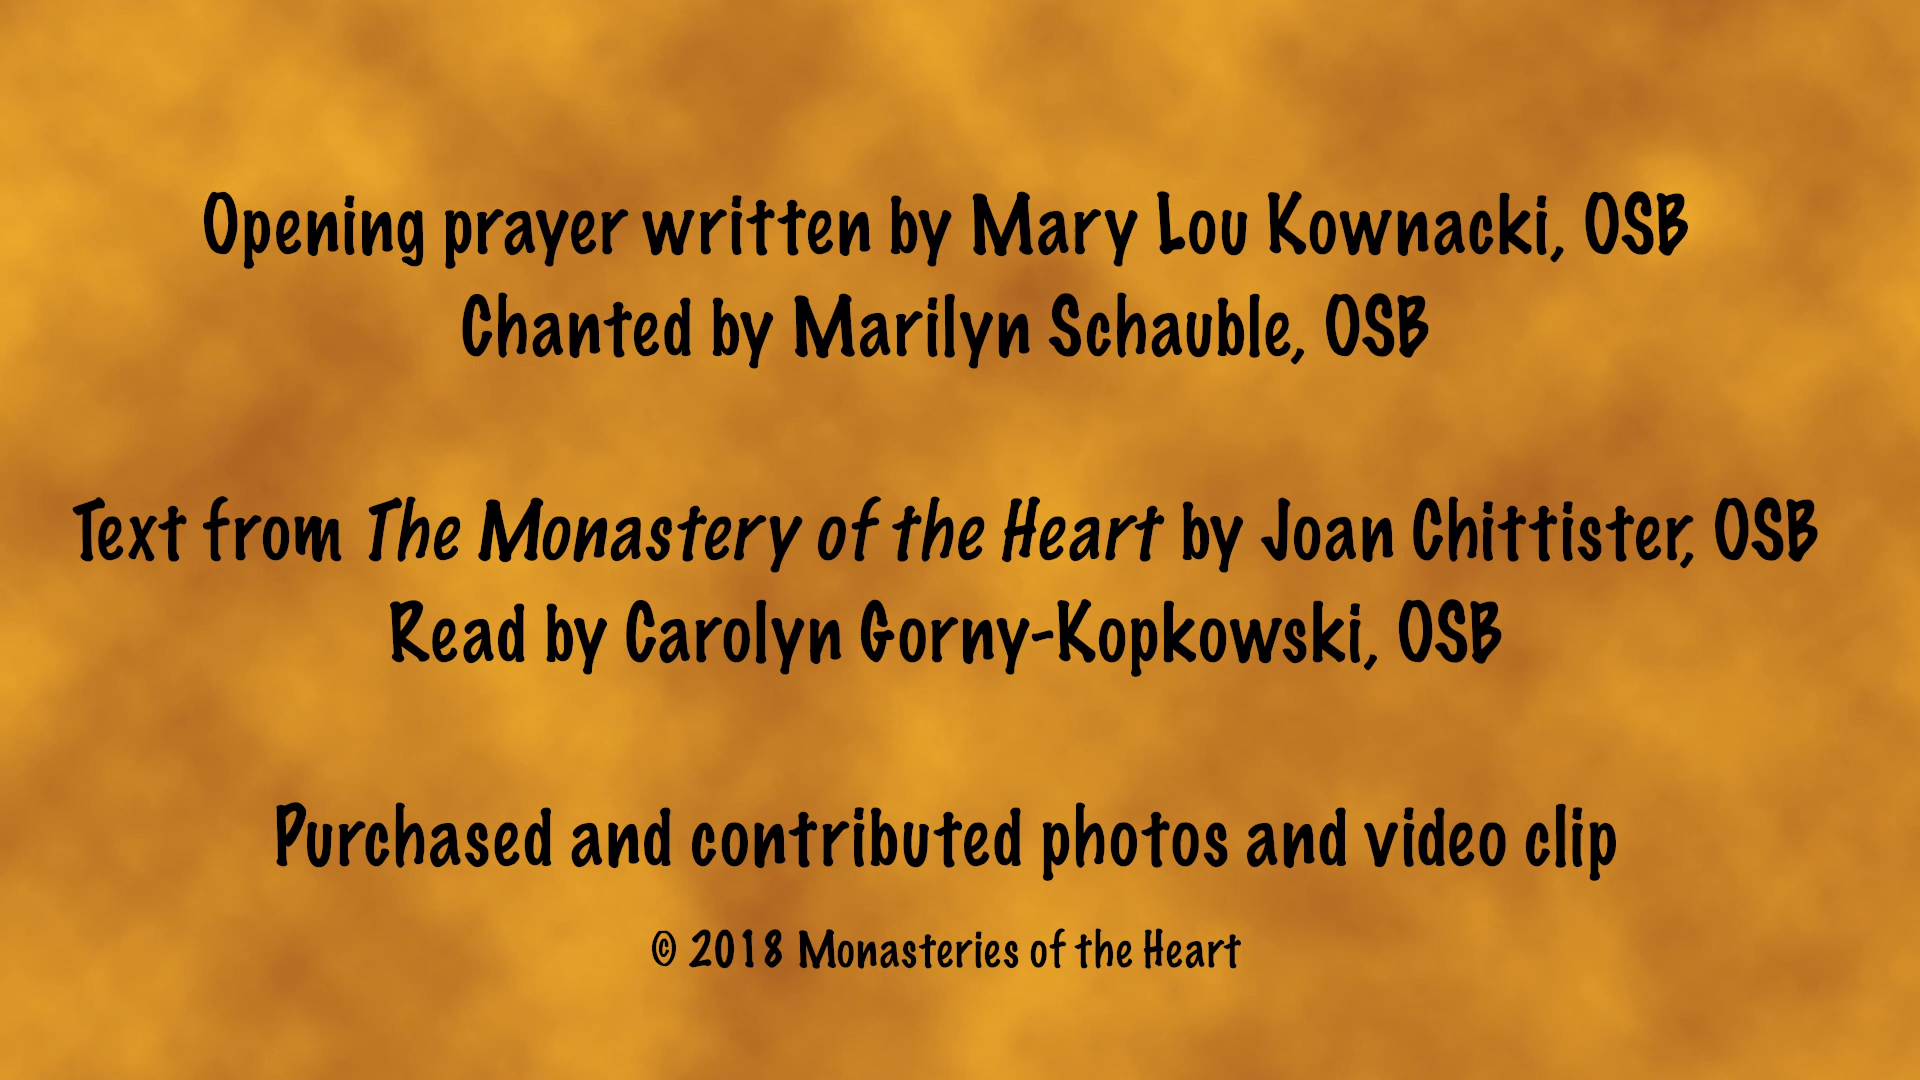 Opening prayer written by Mary Lou Kownacki, OSB
Chanted by Marilyn Schauble, OSB
Text from The Monastery of the Heart by Joan Chittister, OSB
Read by Carolyn Gorny-Kopkowski, OSB
Purchased and contributed photos and video clip
© 2018 Monasteries of the Heart